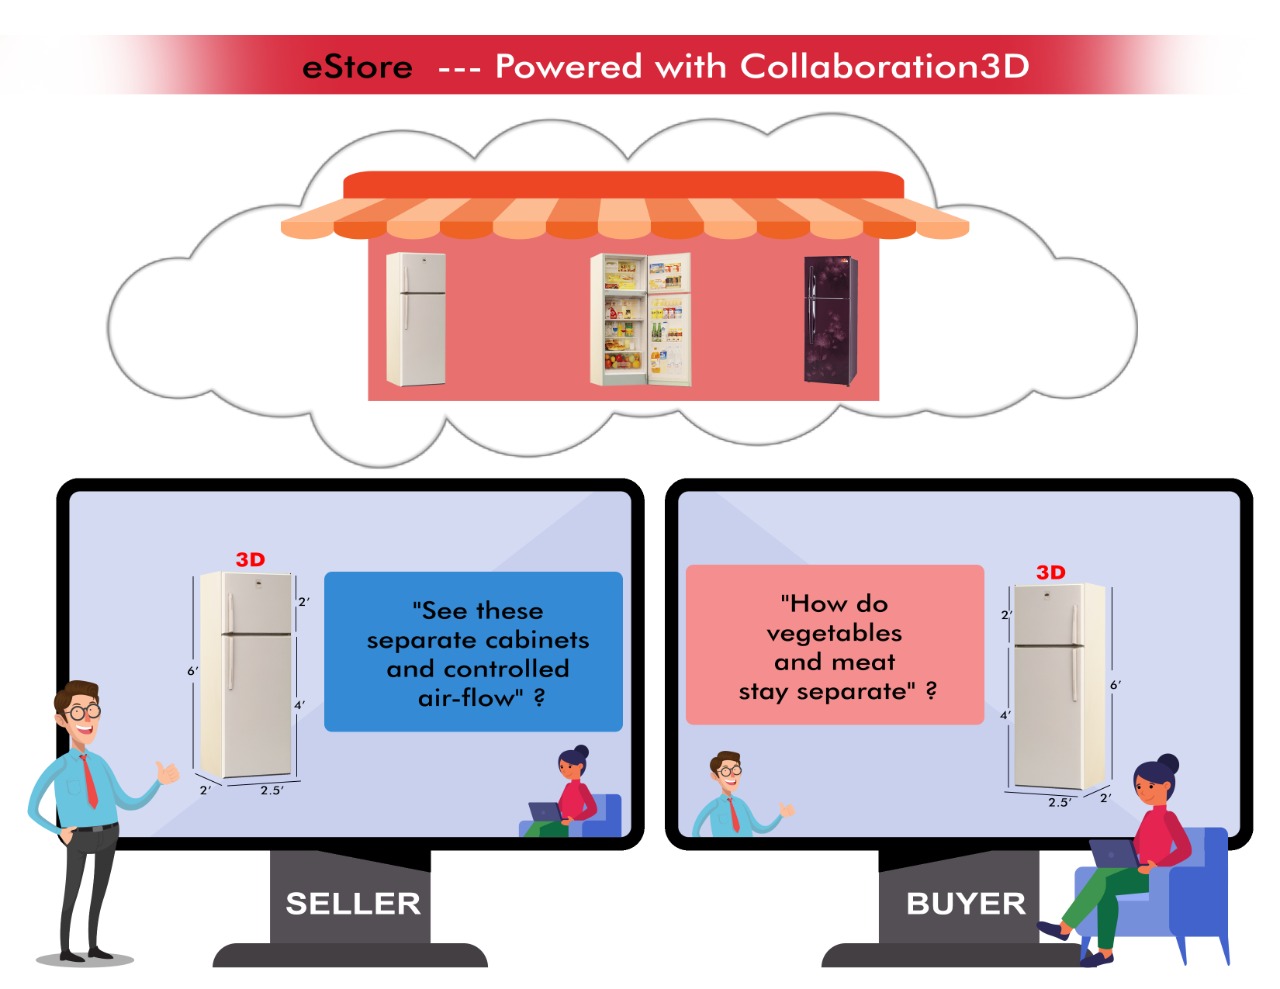 eStore --- Powered with Collaboration3D
3D
2’
6’
4’
2’
2.5’
"See these
separate cabinets
and controlled
air-flow" ?
"How do
vegetables
and meat
stay separate" ?
3D
2’
6’
4’
2.5’
2’
SELLER
BUYER